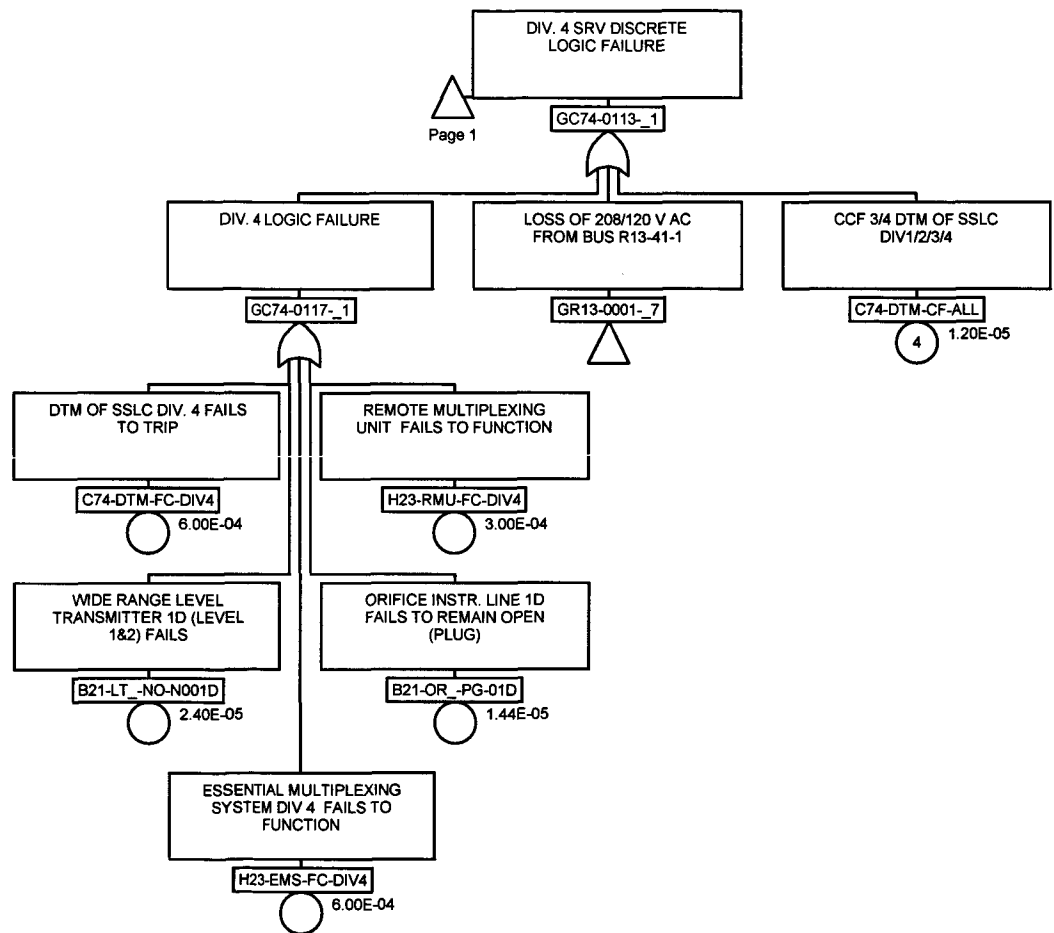 DIV. 4 SRV DISCRETE
LOGIC FAILURE
Page 1
GC74-0113-_1
DIV. 4 LOGIC FAILURE
GC74-0117-_1
LOSS OF 208/120 V AC
FROM BUS R13-41-1
GR13-0001-_7
CCF 3/4 DTM OF SSLC
DIV1/2/3/4
C74-DTM-CF-ALL
4
1.20E-05
DTM OF SSLC DIV. 4 FAILS
TO TRIP
C74-DTM-FC-DIV4
6.00E-04
REMOTE MULTIPLEXING
UNIT FAILS TO FUNCTION
H23-RMU-FC-DIV4
3.00E-04
WIDE RANGE LEVEL
TRANSMITTER 1D (LEVEL
1&2) FAILS
B21-LT_-NO-N001D
2.40E-05
ORIFICE INSTR. LINE 1D
FAILS TO REMAIN OPEN
(PLUG)
B21-OR_-PG-01D
1.44E-05
ESSENTIAL MULTIPLEXING
SYSTEM DIV 4 FAILS TO
FUNCTION
H23-EMS-FC-DIV4
6.00E-04